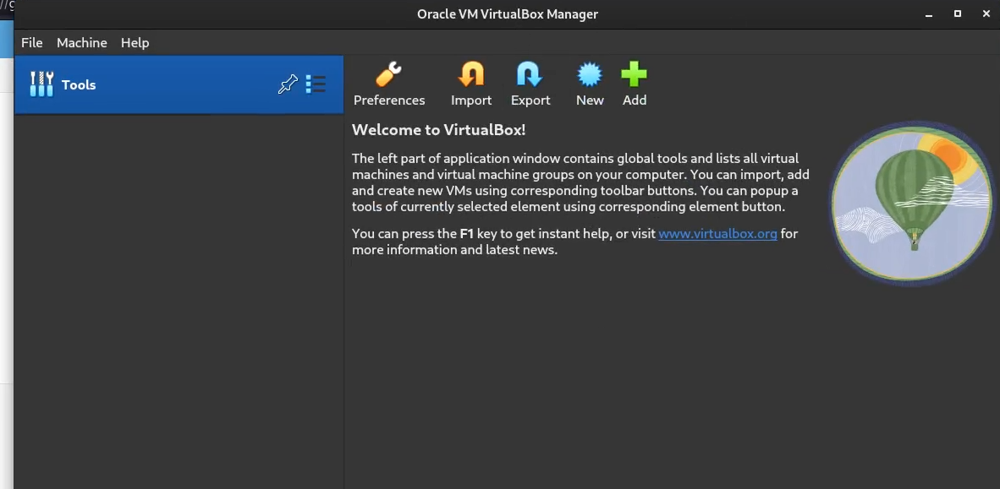 Oracle VM VirtualBox Manager
File Machine Help
Tools
Preferences Import Export New Add
Welcome to VirtualBox!
The left part of application window contains global tools and lists all virtual
machines and virtual machine groups on your computer. You can import, add
and create new VMs using corresponding toolbar buttons. You can popup a
tools of currently selected element using corresponding element button.
You can press the F1 key to get instant help, or visit www.virtualbox.org for
more information and latest news.